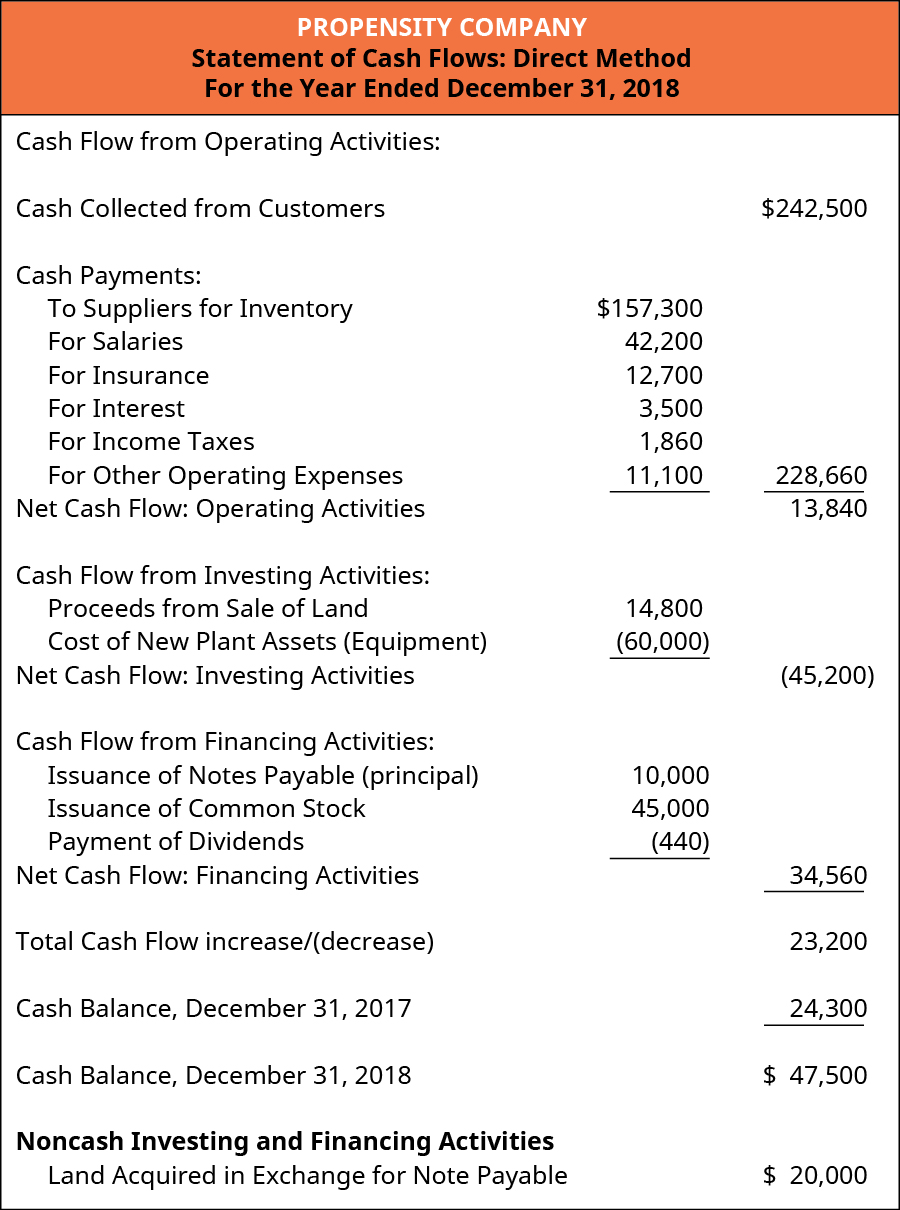 PROPENSITY COMPANY
Statement of Cash Flows: Direct Method
For the Year Ended December 31, 2018
Cash Flow from Operating Activities:
Cash Collected from Customers $242,500
Cash Payments:
To Suppliers for Inventory $157,300
For Salaries 42,200
For Insurance 12,700
For Interest 3,500
For Income Taxes 1,860
For Other Operating Expenses 11,100 228,660
Net Cash Flow: Operating Activities 13,840
Cash Flow from Investing Activities:
Proceeds from Sale of Land 14,800
Cost of New Plant Assets (Equipment) (60,000)
Net Cash Flow: Investing Activities (45,200)
Cash Flow from Financing Activities:
Issuance of Notes Payable (principal) 10,000
Issuance of Common Stock 45,000
Payment of Dividends (440)
Net Cash Flow: Financing Activities 34,560
Total Cash Flow increase/(decrease) 23,200
Cash Balance, December 31, 2017 24,300
Cash Balance, December 31, 2018 $ 47,500
Noncash Investing and Financing Activities
Land Acquired in Exchange for Note Payable $ 20,000